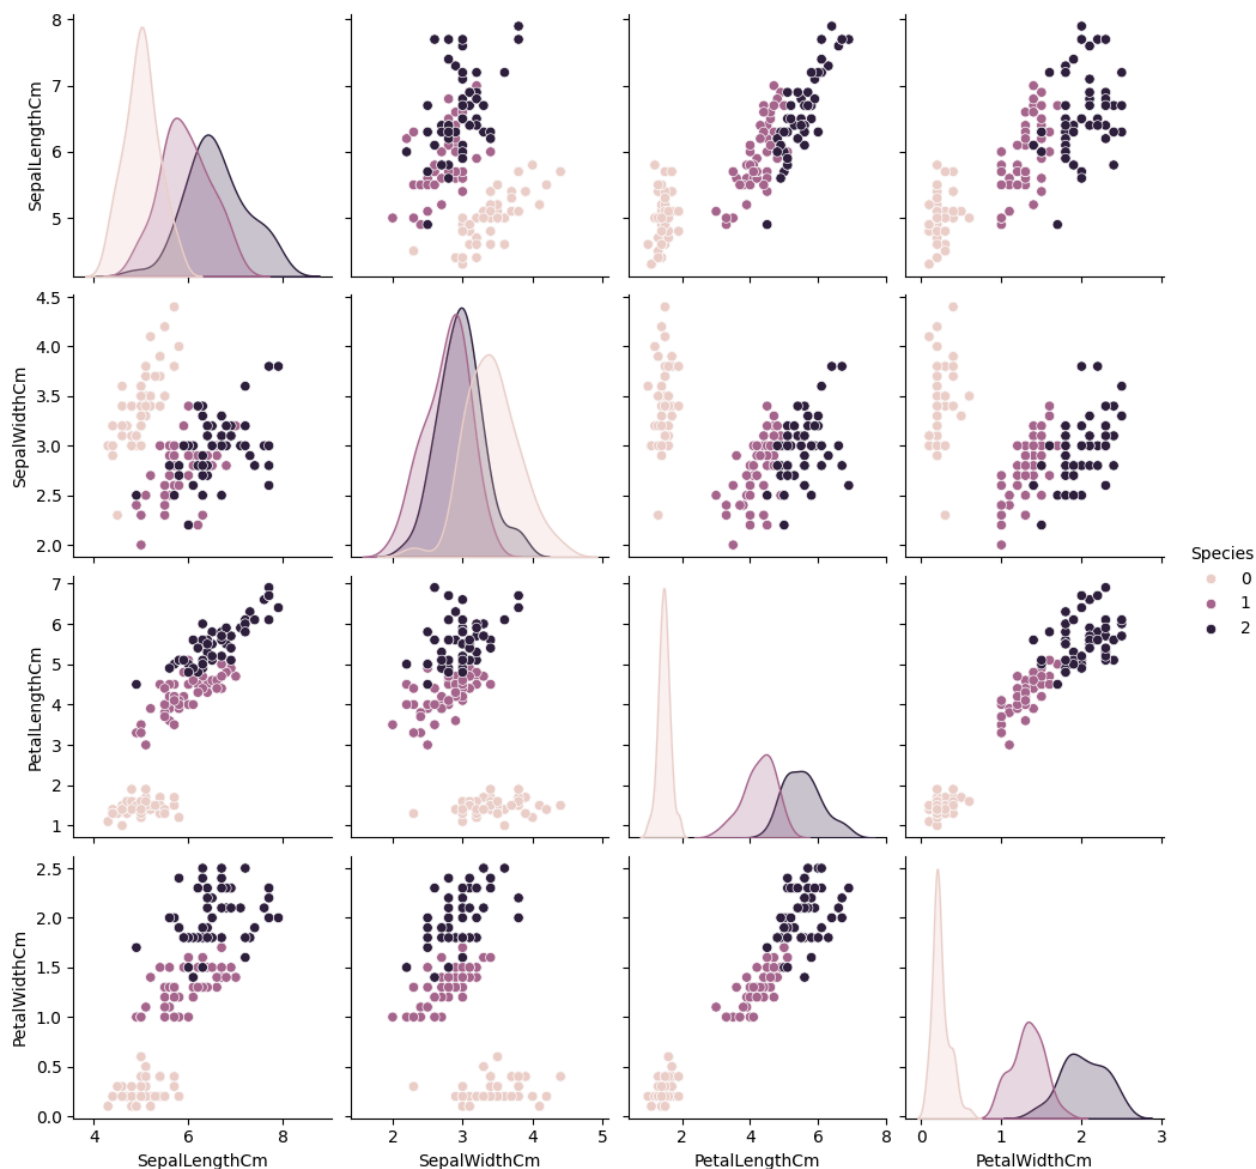 8
7
6
5
SepalLengthCm
4.5
4.0
3.5
3.0
2.5
2.0
SepalWidthCm
Species
0
1
2
7
6
5
4
3
2
1
PetalLengthCm
2.5
2.0
1.5
1.0
0.5
0.0
PetalWidthCm
4 6 8
2 3 4 5
2 4 6 8
0 1 2 3
SepalLengthCm SepalWidthCm PetalLengthCm PetalWidthCm